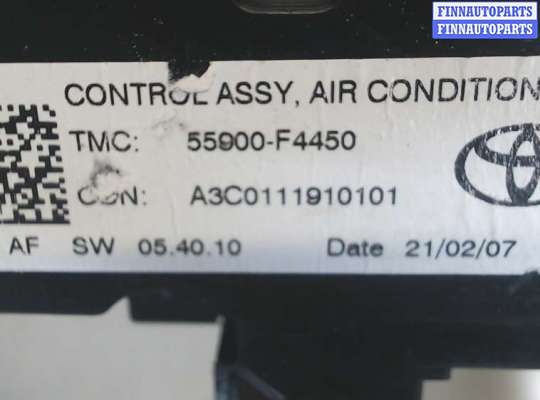 FINNAUTOPARTS
FINNAUTOPARTS
CONTROL ASSY, AIR CONDITION
TMC: 55900-F4450
CON: A3C0111910101
AF SW 05.40.10 Date 21/02/07